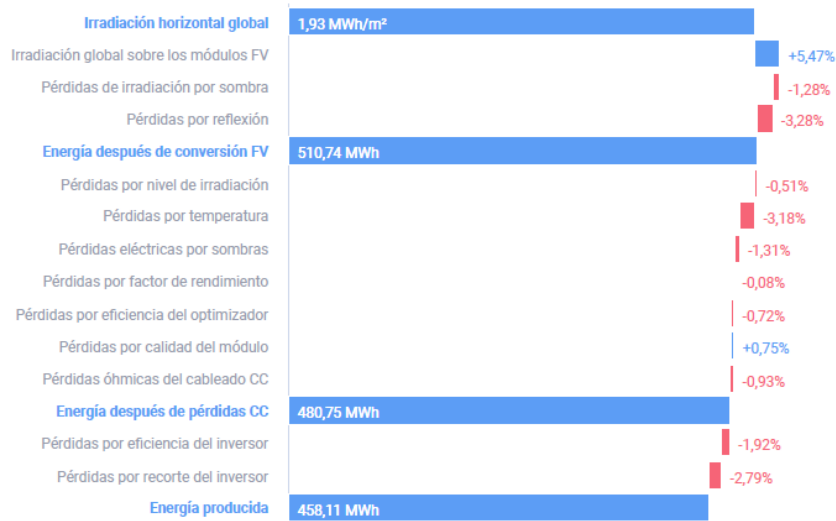 Irradiación horizontal global 1,93 MWh/m²
Irradiación global sobre los módulos FV +5,47%
Pérdidas de irradiación por sombra -1,28%
Pérdidas por reflexión -3,28%
Energía después de conversión FV 510,74 MWh
Pérdidas por nivel de irradiación -0,51%
Pérdidas por temperatura -3,18%
Pérdidas eléctricas por sombras -1,31%
Pérdidas por factor de rendimiento -0,08%
Pérdidas por eficiencia del optimizador -0,72%
Pérdidas por calidad del módulo +0,75%
Pérdidas óhmicas del cableado CC -0,93%
Energía después de pérdidas CC 480,75 MWh
Pérdidas por eficiencia del inversor -1,92%
Pérdidas por recorte del inversor -2,79%
Energía producida 458,11 MWh